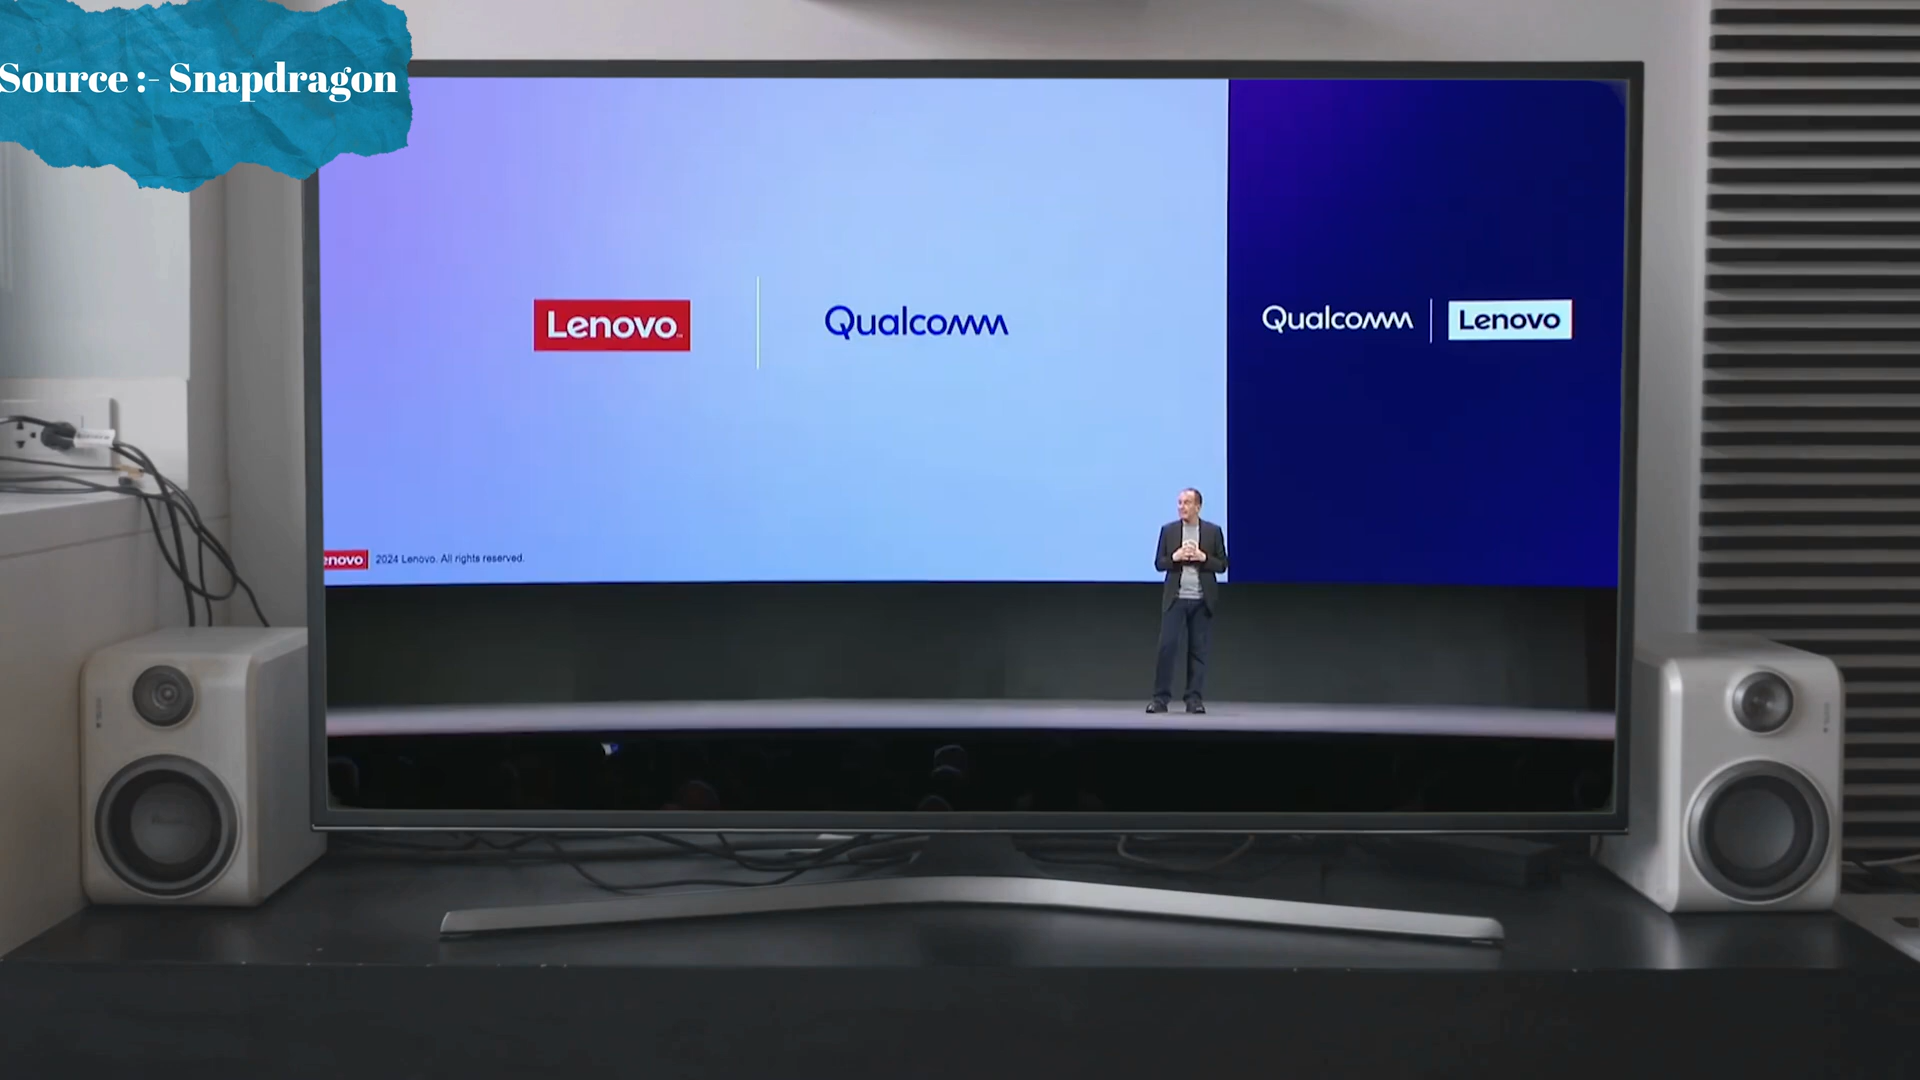 Source :- Snapdragon
Lenovo
Qualcomm
Qualcomm
Lenovo
enovo 2024 Lenovo. All rights reserved.